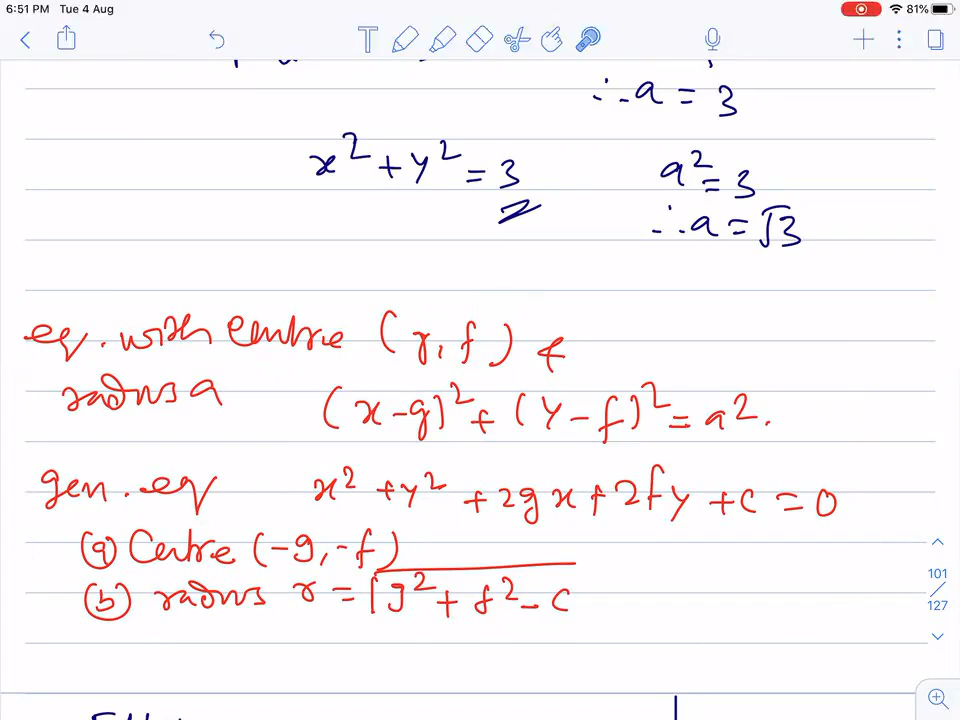 6:51 PM Tue 4 Aug 81%
∴ a = 3
x² + y² = 3 a² = 3
∴ a = √3
eq. with centre (g, f) &
radius a (x - g)² + (y - f)² = a².
gen. eq x² + y² + 2gx + 2fy + c = 0
(a) Centre (-g, -f)
(b) radius r = √g² + f² - c
101
127